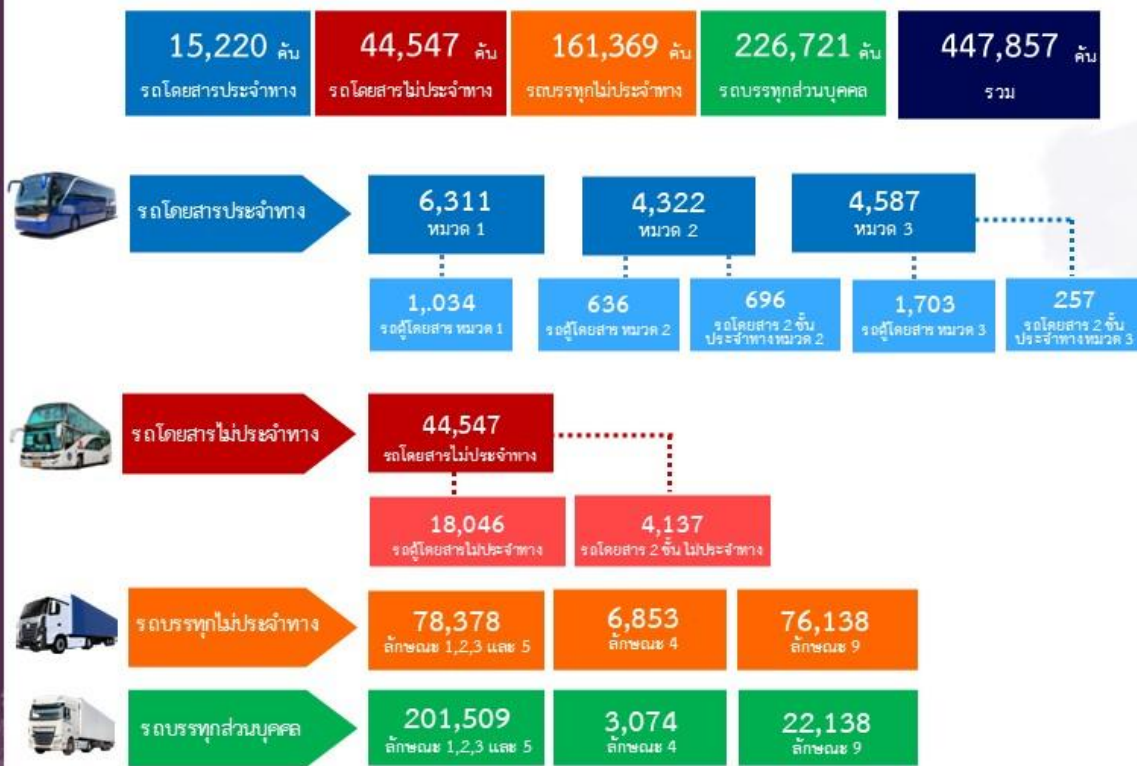 15,220 คัน
รถโดยสารประจำทาง
44,547 คัน
รถโดยสารไม่ประจำทาง
161,369 คัน
รถบรรทุกไม่ประจำทาง
226,721 คัน
รถบรรทุกส่วนบุคคล
447,857 คัน
รวม
รถโดยสารประจำทาง
6,311
หมวด 1
4,322
หมวด 2
4,587
หมวด 3
1,.034
รถตู้โดยสาร หมวด 1
636
รถตู้โดยสาร หมวด 2
696
รถโดยสาร 2 ชั้น
ประจำทางหมวด 2
1,703
รถตู้โดยสาร หมวด 3
257
รถโดยสาร 2 ชั้น
ประจำทางหมวด 3
รถโดยสารไม่ประจำทาง
44,547
รถโดยสารไม่ประจำทาง
18,046
รถตู้โดยสารไม่ประจำทาง
4,137
รถโดยสาร 2 ชั้น ไม่ประจำทาง
รถบรรทุกไม่ประจำทาง
78,378
ลักษณะ 1,2,3 และ 5
6,853
ลักษณะ 4
76,138
ลักษณะ 9
รถบรรทุกส่วนบุคคล
201,509
ลักษณะ 1,2,3 และ 5
3,074
ลักษณะ 4
22,138
ลักษณะ 9